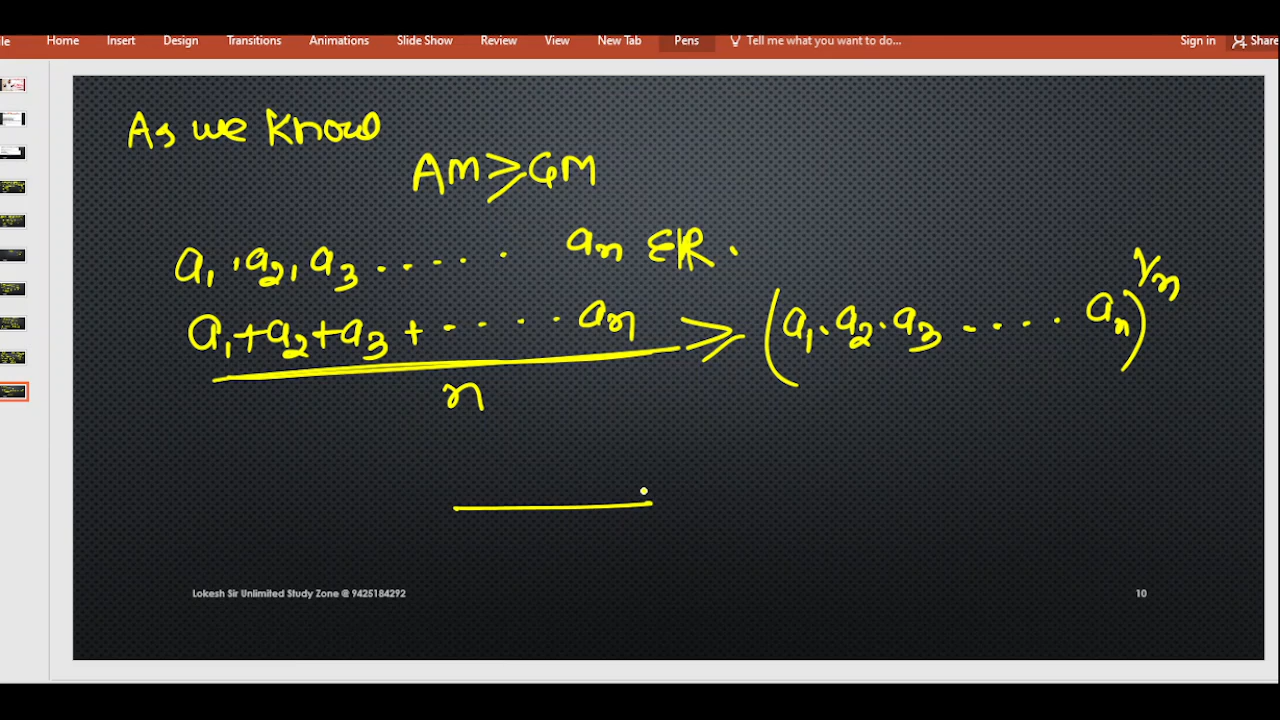 le Home Insert Design Transitions Animations Slide Show Review View New Tab Pens Tell me what you want to do... Sign in Share
As we know
AM ≥ GM
a₁, a₂, a₃ ...... aₙ ∈ ℝ.
a₁+a₂+a₃+..... aₙ / n ≥ (a₁.a₂.a₃ ..... aₙ)^1/n
Lokesh Sir Unlimited Study Zone @ 9425184292 10